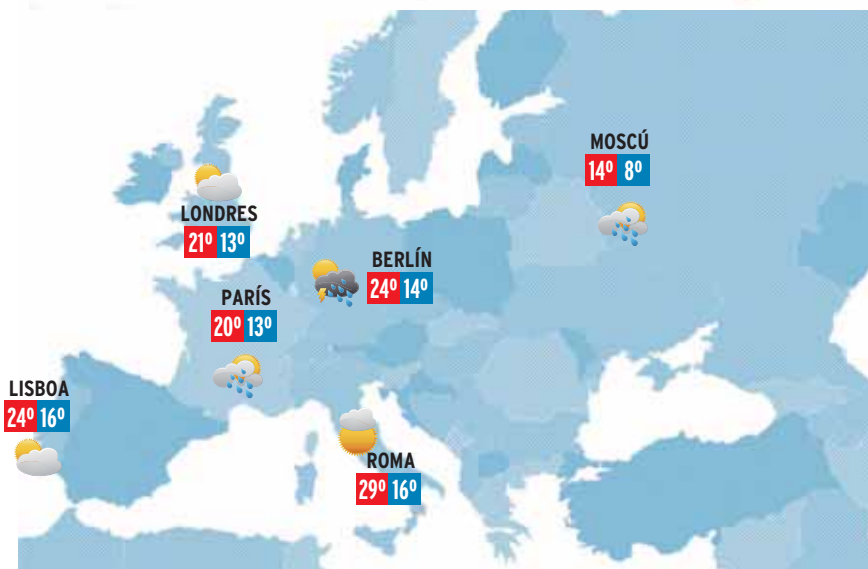 MOSCÚ
14º 8º
LONDRES
21º 13º
BERLÍN
24º 14º
PARÍS
20º 13º
LISBOA
24º 16º
ROMA
29º 16º